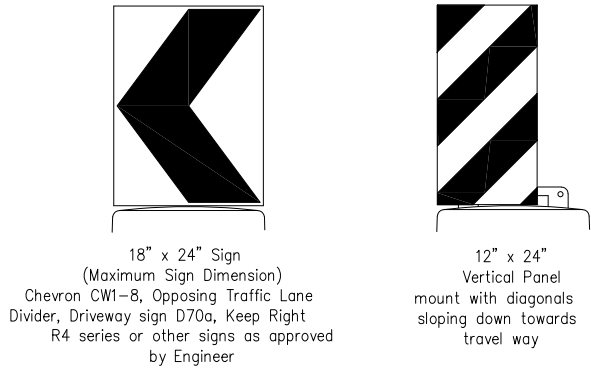 18” x 24” Sign
(Maximum Sign Dimension)
Chevron CW1-8, Opposing Traffic Lane
Divider, Driveway sign D70a, Keep Right
R4 series or other signs as approved
by Engineer
12” x 24”
Vertical Panel
mount with diagonals
sloping down towards
travel way